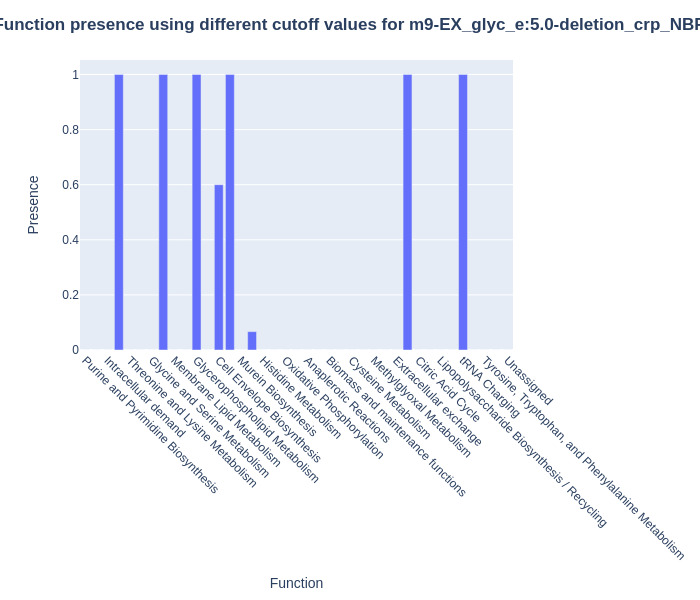 Function presence using different cutoff values for m9-EX_glyc_e:5.0-deletion_crp_NBR
1
0.8
0.6
0.4
0.2
0
Presence
Purine and Pyrimidine Biosynthesis
Intracellular demand
Threonine and Lysine Metabolism
Glycine and Serine Metabolism
Membrane Lipid Metabolism
Glycerophospholipid Metabolism
Cell Envelope Biosynthesis
Murein Biosynthesis
Histidine Metabolism
Oxidative Phosphorylation
Anaplerotic Reactions
Biomass and maintenance functions
Cysteine Metabolism
Methylglyoxal Metabolism
Extracellular exchange
Citric Acid Cycle
Lipopolysaccharide Biosynthesis / Recycling
tRNA Charging
Tyrosine, Tryptophan, and Phenylalanine Metabolism
Unassigned
Function